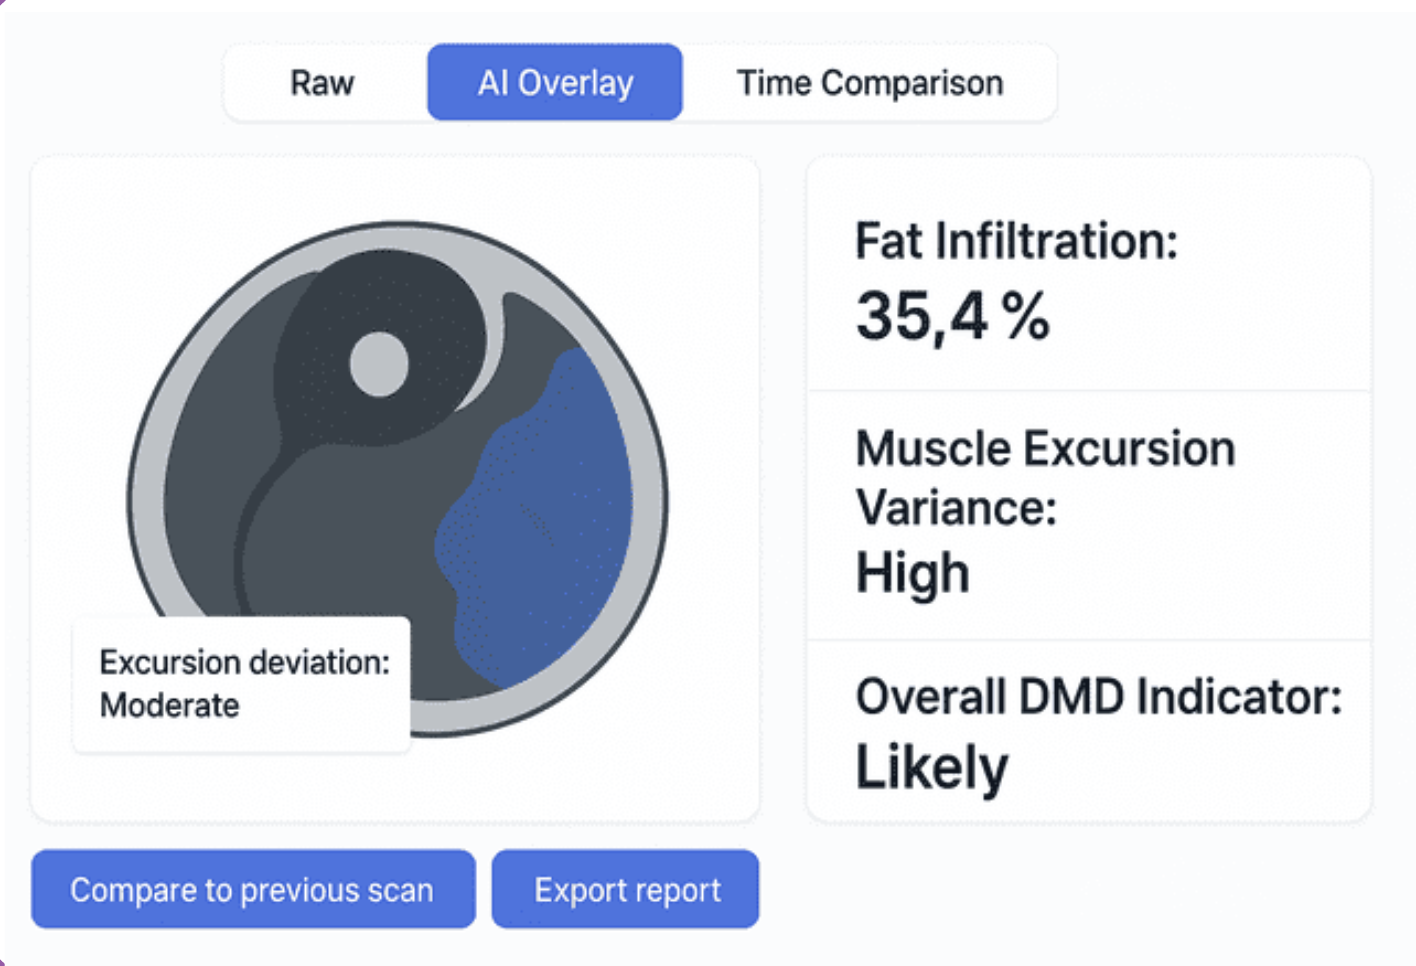 Raw
AI Overlay
Time Comparison
Excursion deviation:
Moderate
Fat Infiltration:
35,4 %
Muscle Excursion
Variance:
High
Overall DMD Indicator:
Likely
Compare to previous scan
Export report